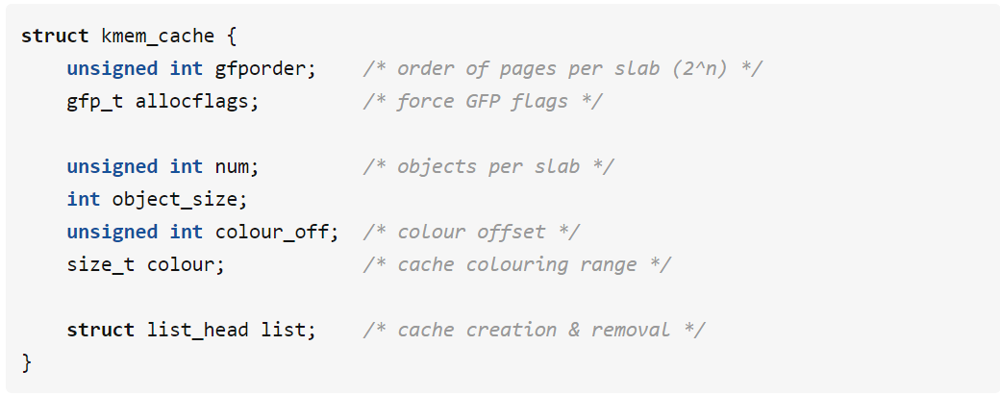 struct kmem_cache {
unsigned int gfporder; /* order of pages per slab (2^n) */
gfp_t allocflags; /* force GFP flags */
unsigned int num; /* objects per slab */
int object_size;
unsigned int colour_off; /* colour offset */
size_t colour; /* cache colouring range */
struct list_head list; /* cache creation & removal */
}